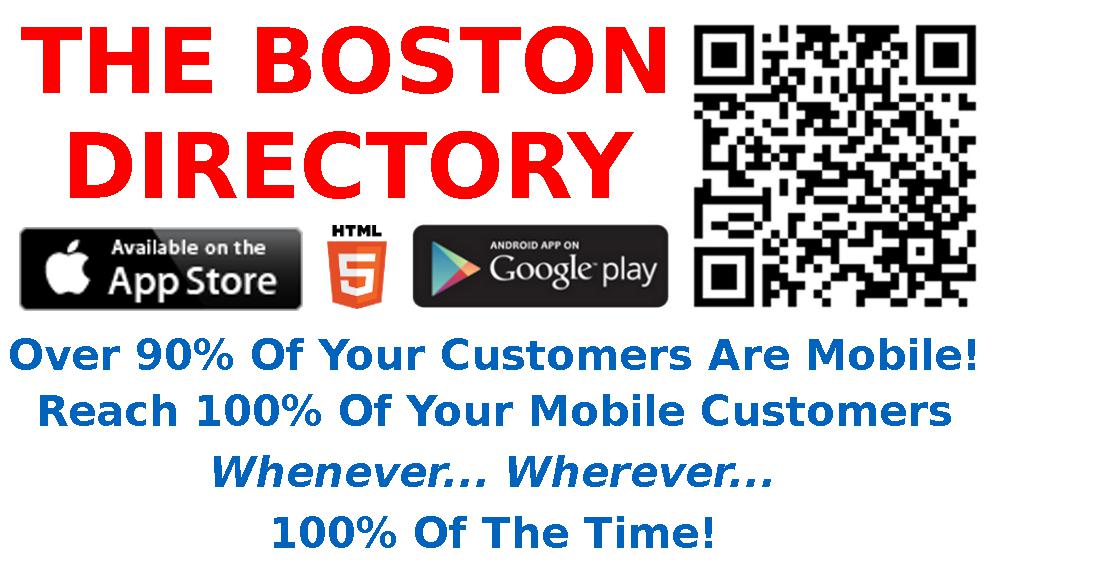 THE BOSTON
DIRECTORY
Available on the
App Store
HTML
5
ANDROID APP ON
Google play
Over 90% Of Your Customers Are Mobile!
Reach 100% Of Your Mobile Customers
Whenever... Wherever...
100% Of The Time!